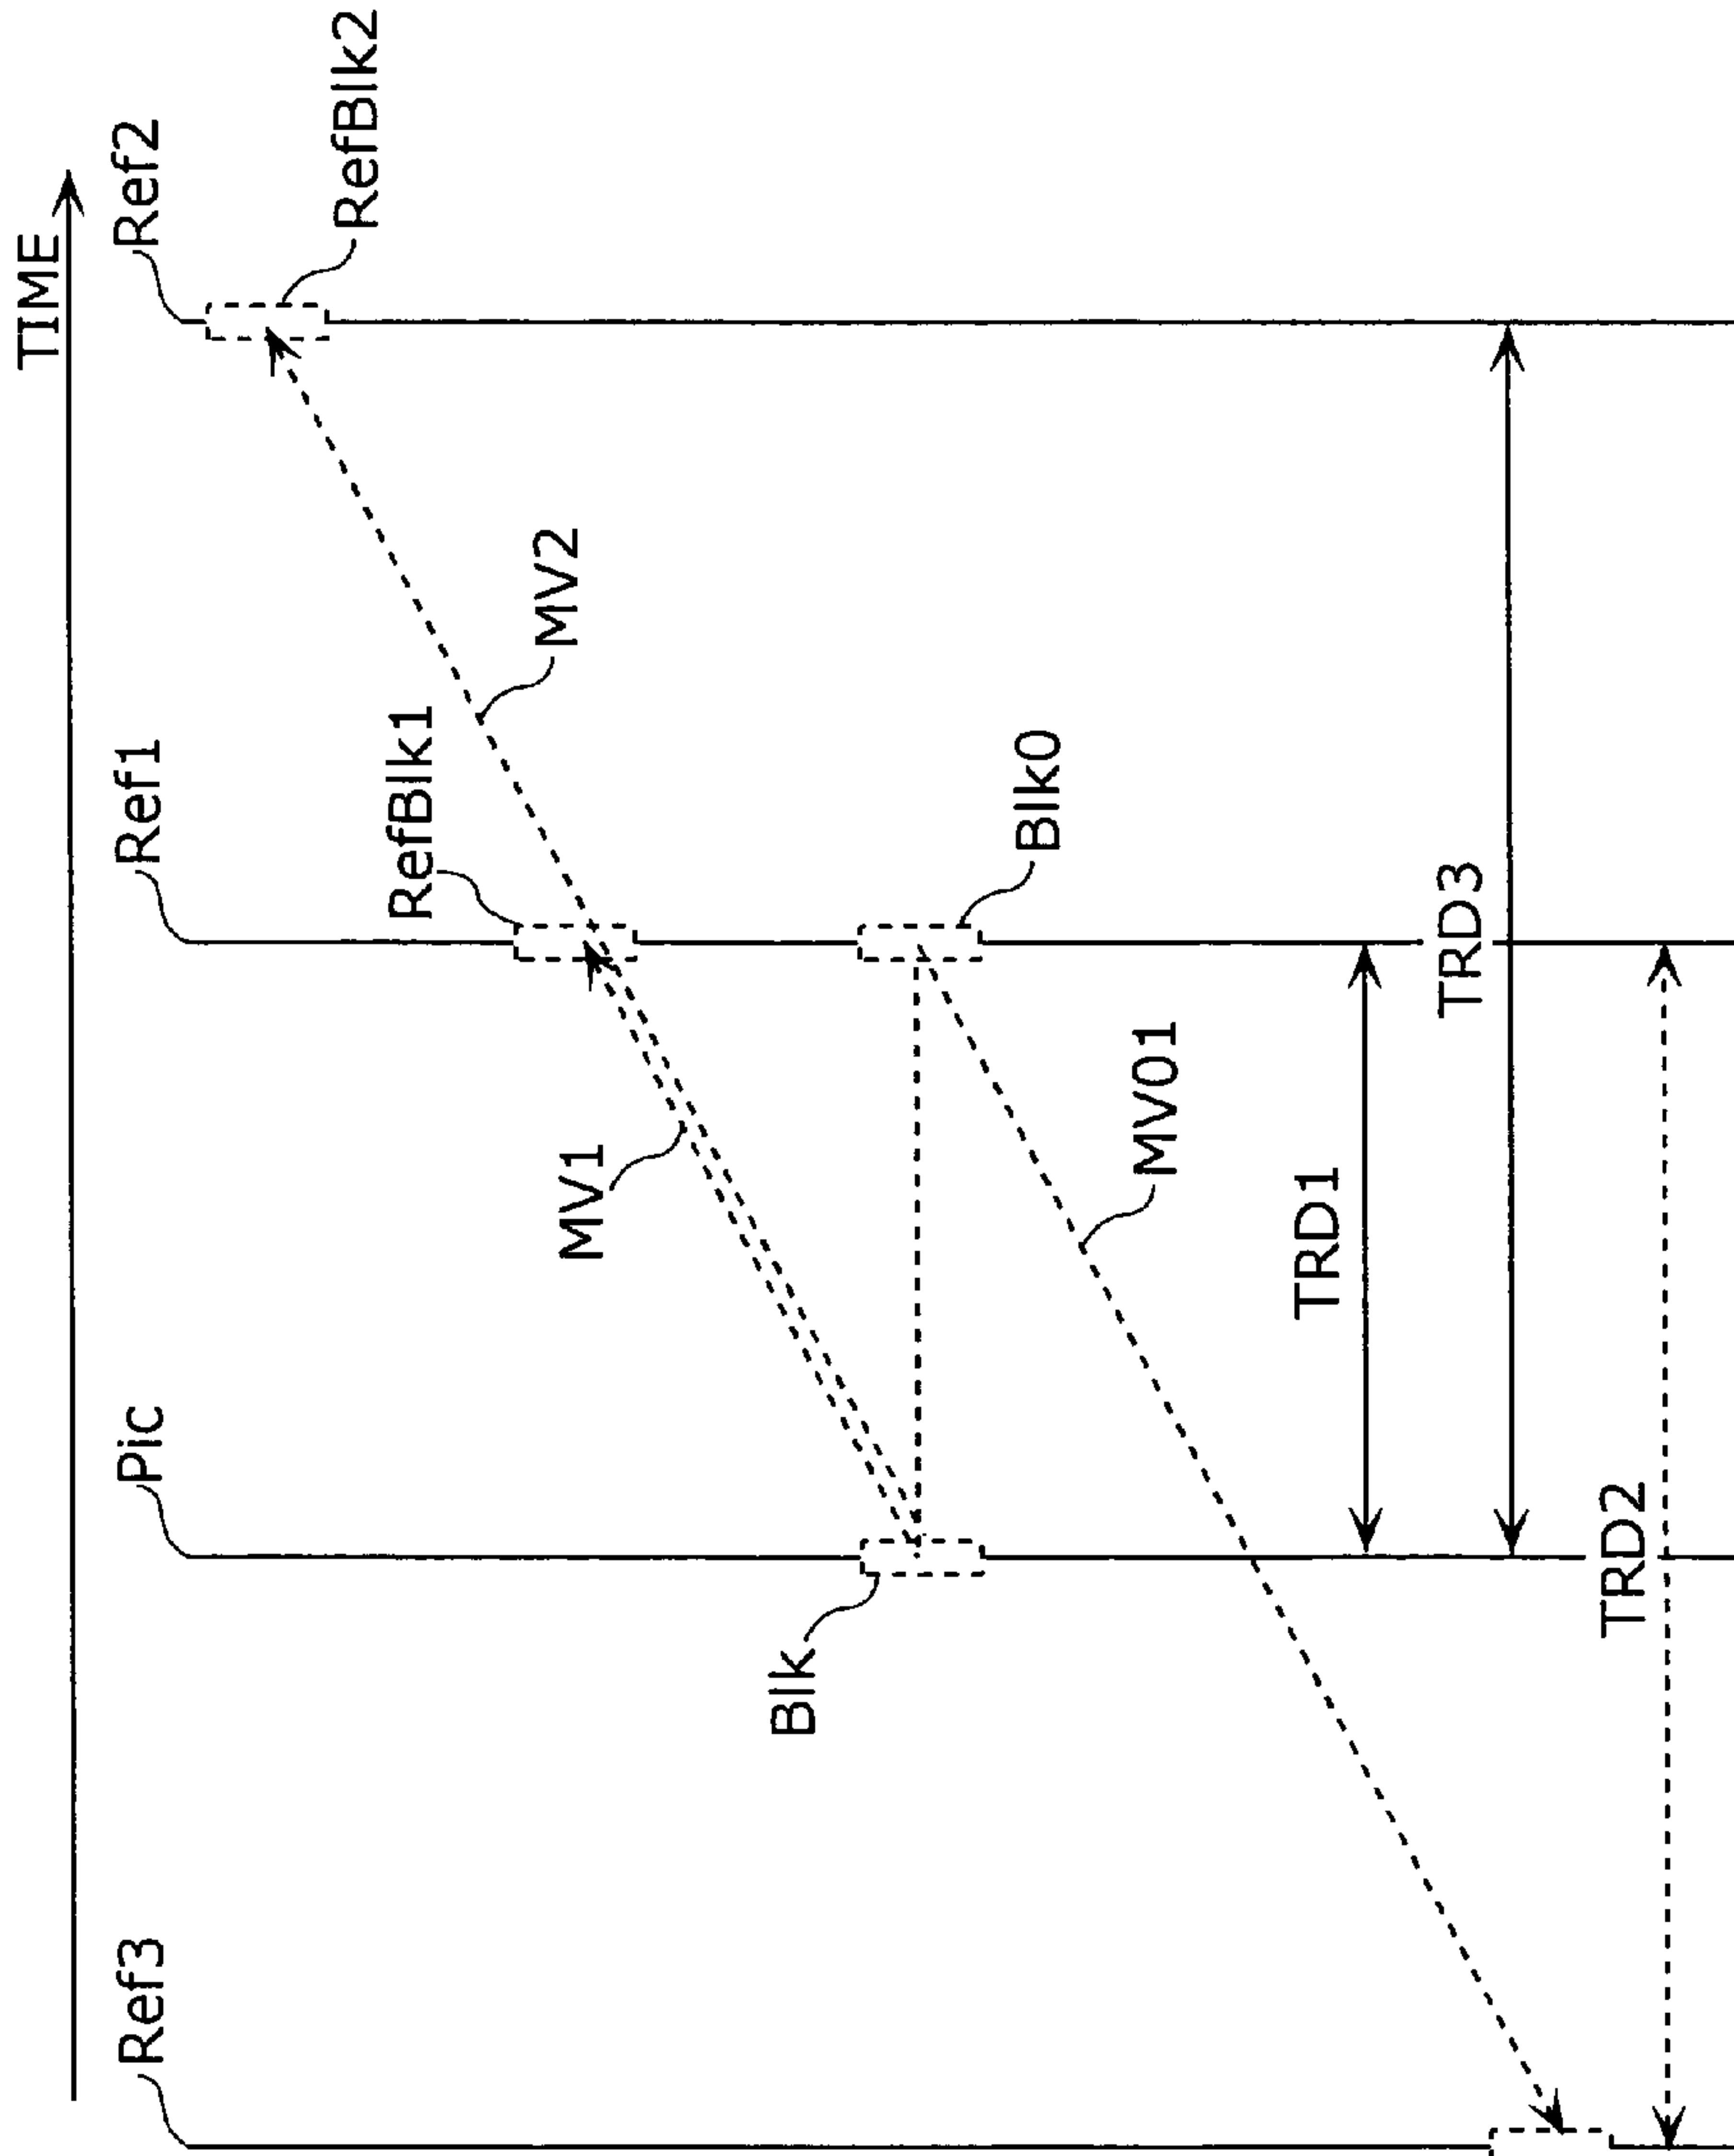 TIME
Ref3
Pic
Ref1
Ref2
RefBlk2
RefBlk1
MV1
MV2
Blk
Blk0
MV01
TRD1
TRD3
TRD2